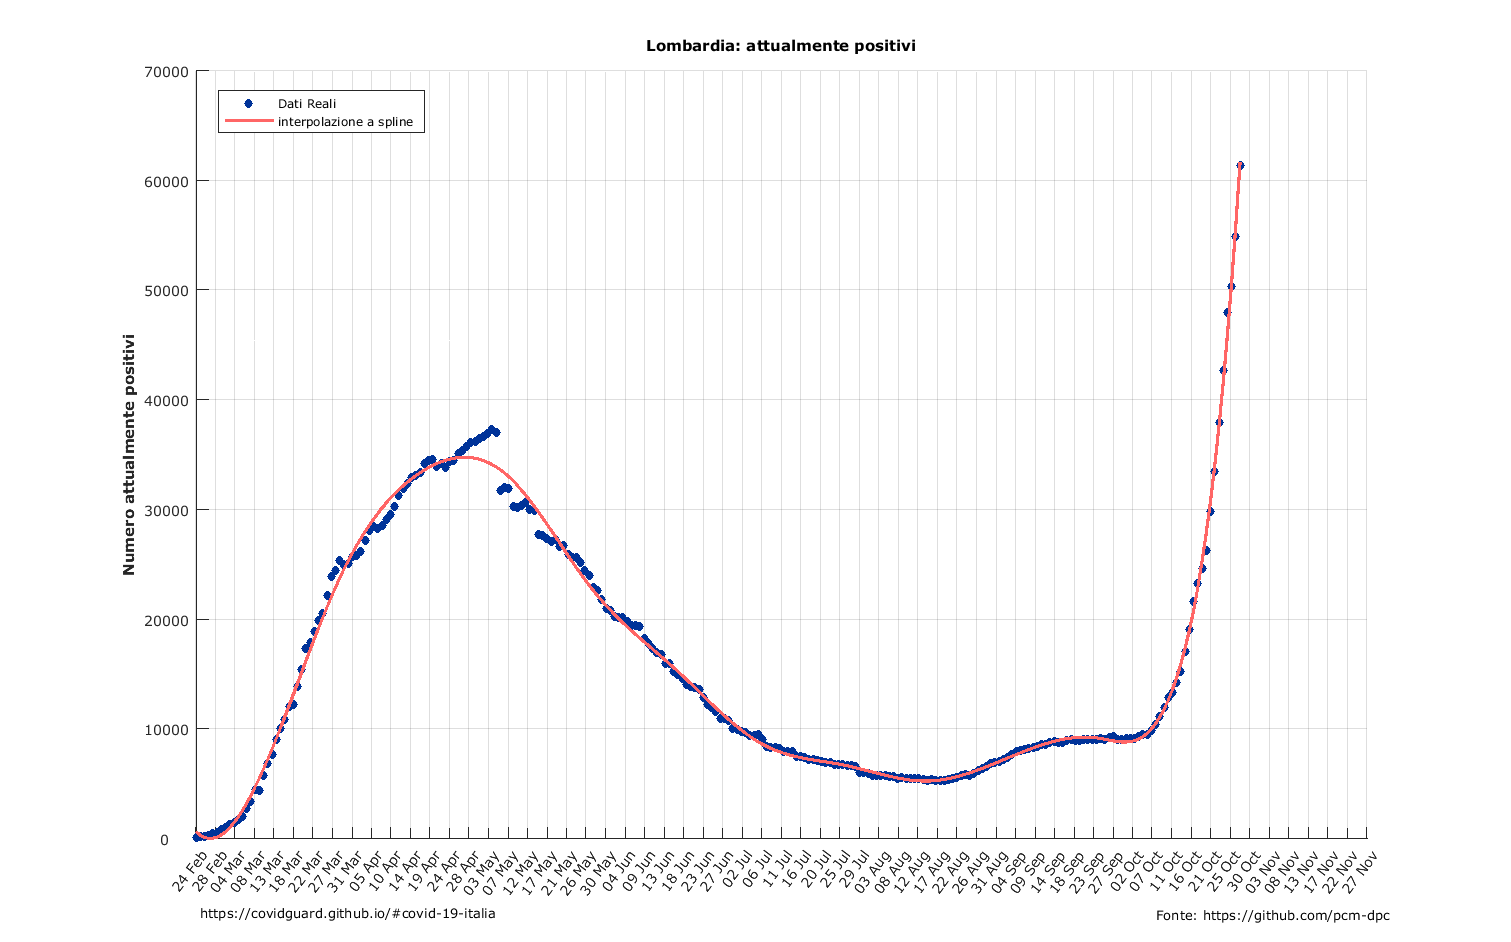 Lombardia: attualmente positivi
70000
60000
50000
40000
30000
20000
10000
0
Numero attualmente positivi
Dati Reali
interpolazione a spline
24 Feb
28 Feb
04 Mar
08 Mar
13 Mar
18 Mar
22 Mar
27 Mar
31 Mar
05 Apr
10 Apr
14 Apr
19 Apr
24 Apr
28 Apr
03 May
07 May
12 May
17 May
21 May
26 May
30 May
04 Jun
09 Jun
13 Jun
18 Jun
23 Jun
27 Jun
02 Jul
06 Jul
11 Jul
16 Jul
20 Jul
25 Jul
29 Jul
03 Aug
08 Aug
12 Aug
17 Aug
22 Aug
26 Aug
31 Aug
04 Sep
09 Sep
14 Sep
18 Sep
23 Sep
27 Sep
02 Oct
07 Oct
11 Oct
16 Oct
21 Oct
25 Oct
30 Oct
03 Nov
08 Nov
13 Nov
17 Nov
22 Nov
27 Nov
https://covidguard.github.io/#covid-19-italia
Fonte: https://github.com/pcm-dpc